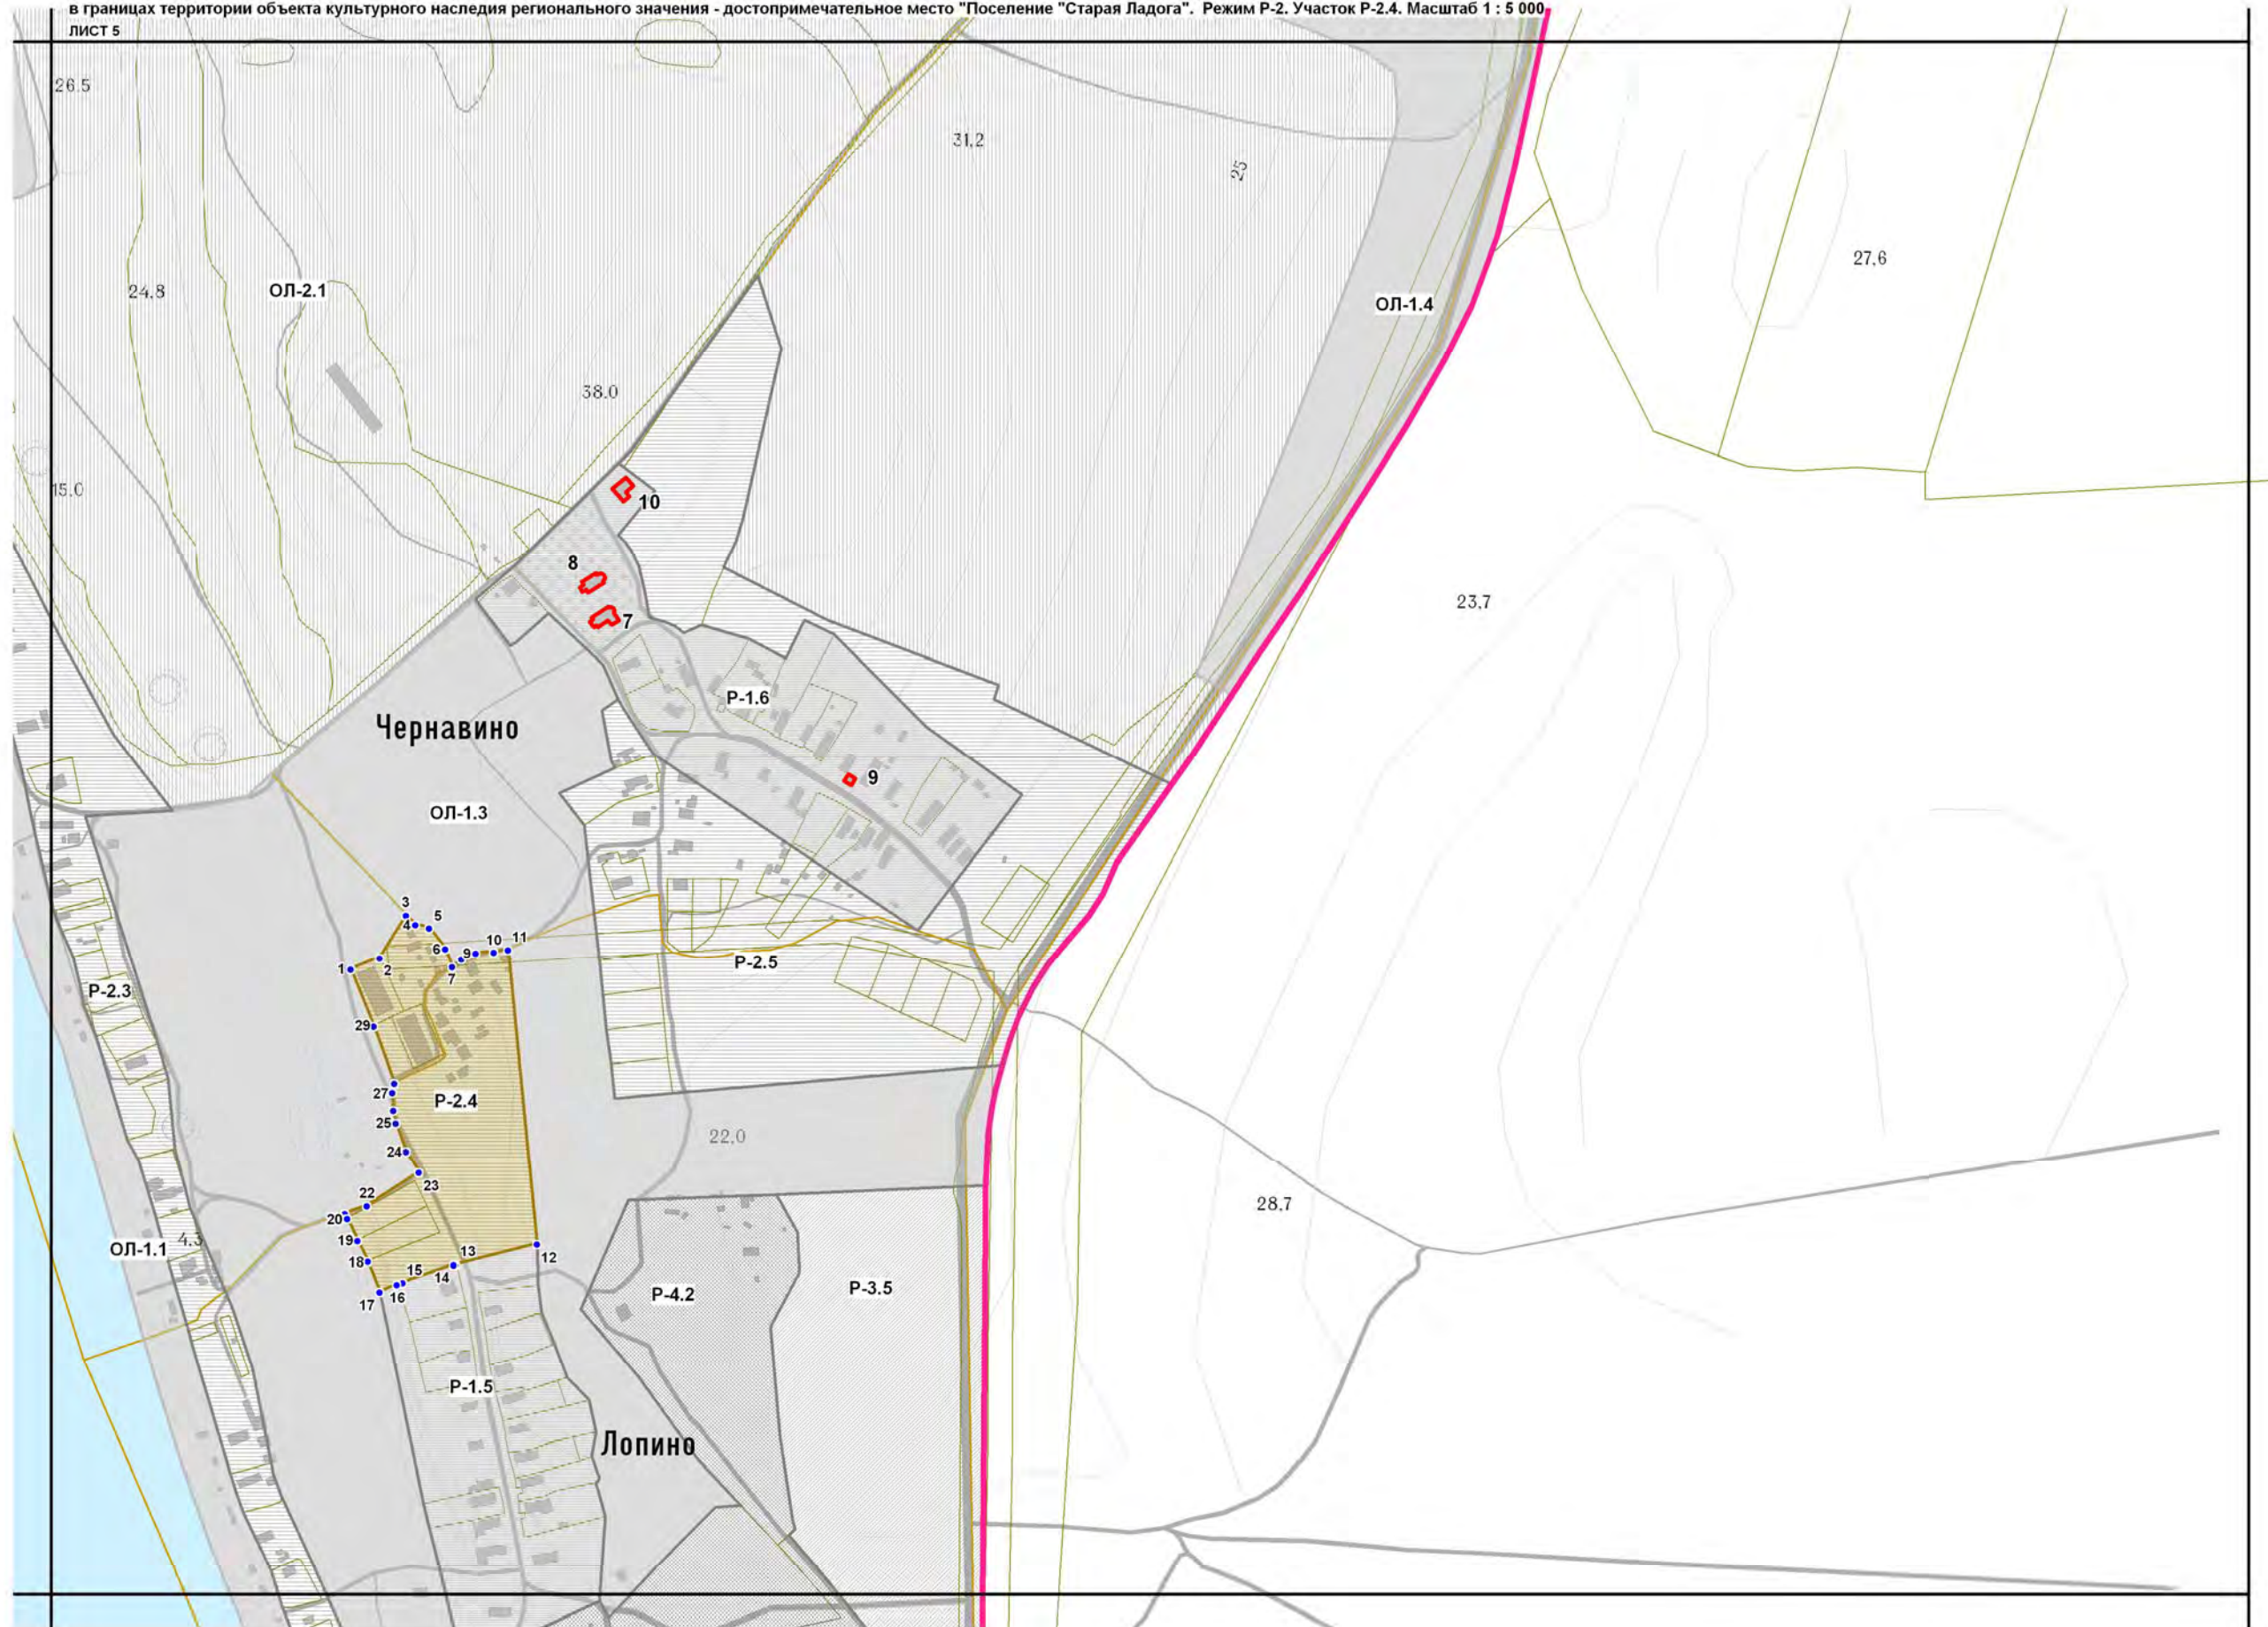 в границах территории объекта культурного наследия регионального значения - достопримечательное место "Поселение "Старая Ладога". Режим Р-2. Участок Р-2.4. Масштаб 1 : 5 000
ЛИСТ 5
26.5
31,2
25
27,6
24.8
ОЛ-2.1
ОЛ-1.4
38.0
15.0
10
8
7
23,7
Р-1.6
Чернавино
9
ОЛ-1.3
3
4
5
6
9
10
11
1
2
7
Р-2.5
Р-2.3
29
27
Р-2.4
25
22,0
24
23
22
20
28.7
4.3
ОЛ-1.1
19
13
12
18
14
15
16
17
Р-4.2
Р-3.5
Р-1.5
Лопино